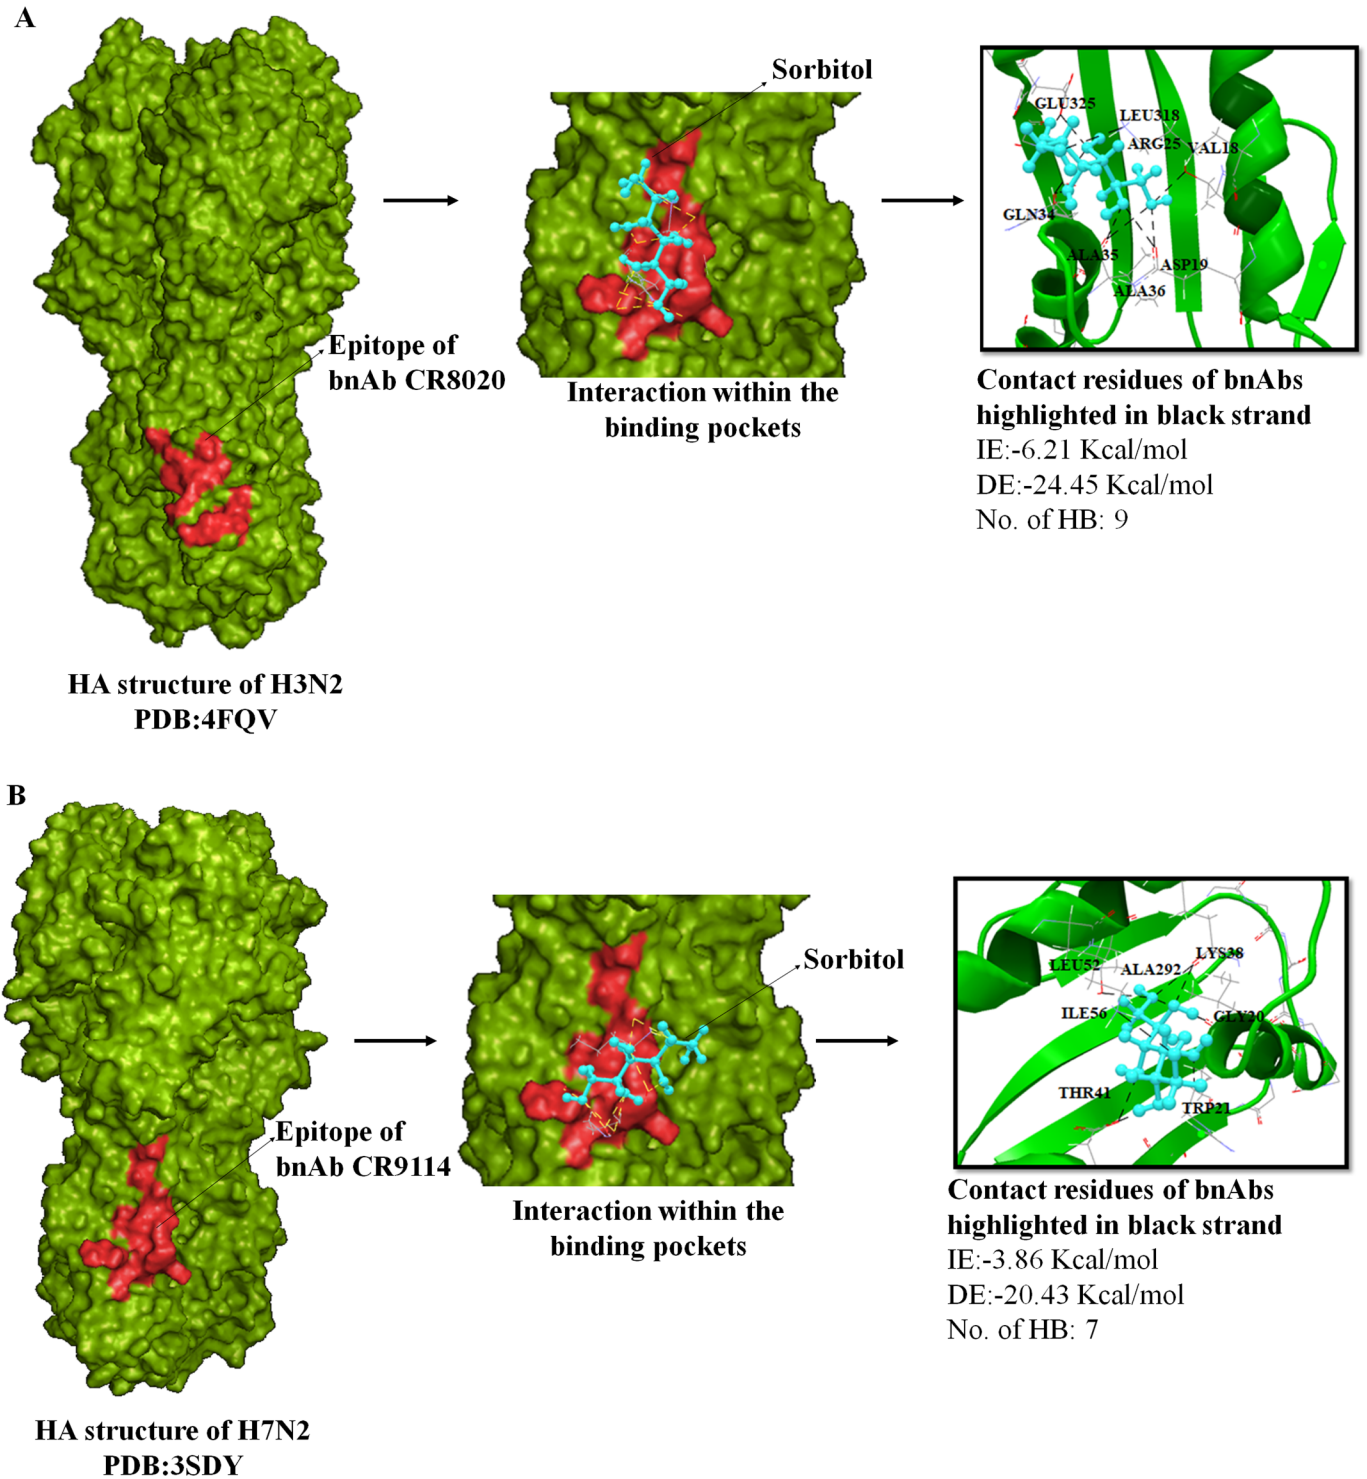 A
Sorbitol
GLU325
LEU318
ARG25
VAL18
GLN34
ALA35
ASP19
ALA36
Epitope of
bnAb CR8020
Interaction within the
binding pockets
Contact residues of bnAbs
highlighted in black strand
IE:-6.21 Kcal/mol
DE:-24.45 Kcal/mol
No. of HB: 9
HA structure of H3N2
PDB:4FQV
B
Sorbitol
LEU52
ALA292
LYS38
ILE56
GLY20
THR41
TRP21
Epitope of
bnAb CR9114
Interaction within the
binding pockets
Contact residues of bnAbs
highlighted in black strand
IE:-3.86 Kcal/mol
DE:-20.43 Kcal/mol
No. of HB: 7
HA structure of H7N2
PDB:3SDY